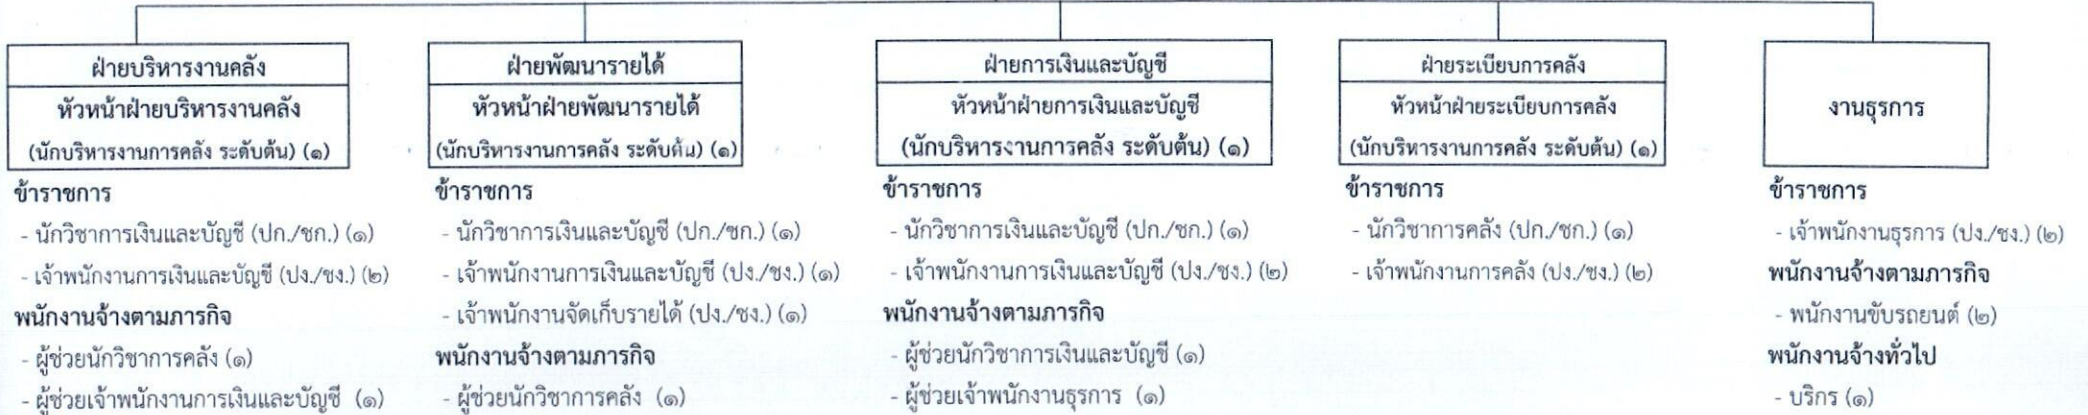 ฝ่ายบริหารงานคลัง
หัวหน้าฝ่ายบริหารงานคลัง
(นักบริหารงานการคลัง ระดับต้น) (๑)
ข้าราชการ
- นักวิชาการเงินและบัญชี (ปก./ชก.) (๑)
- เจ้าพนักงานการเงินและบัญชี (ปง./ชง.) (๒)
พนักงานจ้างตามภารกิจ
- ผู้ช่วยนักวิชาการคลัง (๑)
- ผู้ช่วยเจ้าพนักงานการเงินและบัญชี (๑)
ฝ่ายพัฒนารายได้
หัวหน้าฝ่ายพัฒนารายได้
(นักบริหารงานการคลัง ระดับต้น) (๑)
ข้าราชการ
- นักวิชาการเงินและบัญชี (ปก./ชก.) (๑)
- เจ้าพนักงานการเงินและบัญชี (ปง./ชง.) (๑)
- เจ้าพนักงานจัดเก็บรายได้ (ปง./ชง.) (๑)
พนักงานจ้างตามภารกิจ
- ผู้ช่วยนักวิชาการคลัง (๑)
ฝ่ายการเงินและบัญชี
หัวหน้าฝ่ายการเงินและบัญชี
(นักบริหารงานการคลัง ระดับต้น) (๑)
ข้าราชการ
- นักวิชาการเงินและบัญชี (ปก./ชก.) (๑)
- เจ้าพนักงานการเงินและบัญชี (ปง./ชง.) (๒)
พนักงานจ้างตามภารกิจ
- ผู้ช่วยนักวิชาการเงินและบัญชี (๑)
- ผู้ช่วยเจ้าพนักงานธุรการ (๑)
ฝ่ายระเบียบการคลัง
หัวหน้าฝ่ายระเบียบการคลัง
(นักบริหารงานการคลัง ระดับต้น) (๑)
ข้าราชการ
- นักวิชาการคลัง (ปก./ชก.) (๑)
- เจ้าพนักงานการคลัง (ปง./ชง.) (๒)
งานธุรการ
ข้าราชการ
- เจ้าพนักงานธุรการ (ปง./ชง.) (๒)
พนักงานจ้างตามภารกิจ
- พนักงานขับรถยนต์ (๒)
พนักงานจ้างทั่วไป
- บริกร (๑)